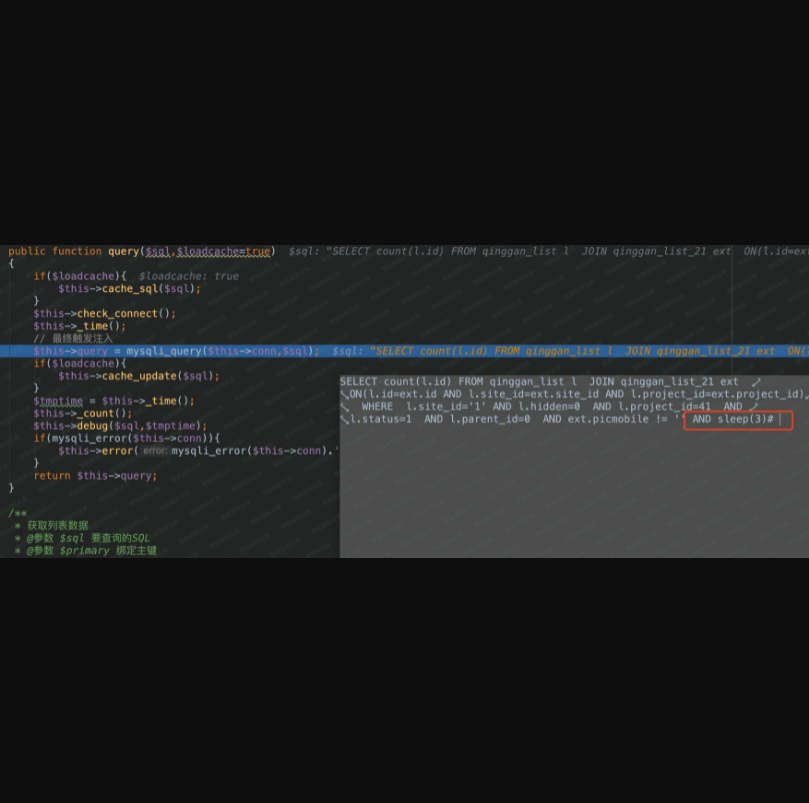 public function query($sql,$loadcache=true)  $sql: "SELECT count(l.id) FROM qinggan_list l  JOIN qinggan_list_21 ext  ON(l.id=ext
{
if($loadcache){  $loadcache: true
$this->cache_sql($sql);
}
$this->check_connect();
$this->_time();
// 最终触发注入
$this->query = mysqli_query($this->conn,$sql);  $sql: "SELECT count(l.id) FROM qinggan_list l  JOIN qinggan_list_21 ext  ON(l
if($loadcache){
$this->cache_update($sql);
}
$tmptime = $this->_time();
$this->_count();
$this->debug($sql,$tmptime);
if(mysqli_error($this->conn)){
$this->error( error: mysqli_error($this->conn).'
}
return $this->query;
}
/**
* 获取列表数据
* @参数 $sql 要查询的SQL
* @参数 $primary 绑定主键
SELECT count(l.id) FROM qinggan_list l  JOIN qinggan_list_21 ext
ON(l.id=ext.id AND l.site_id=ext.site_id AND l.project_id=ext.project_id)
WHERE  l.site_id='1' AND l.hidden=0  AND l.project_id=41  AND
l.status=1  AND l.parent_id=0  AND ext.picmobile != '' AND sleep(3)#